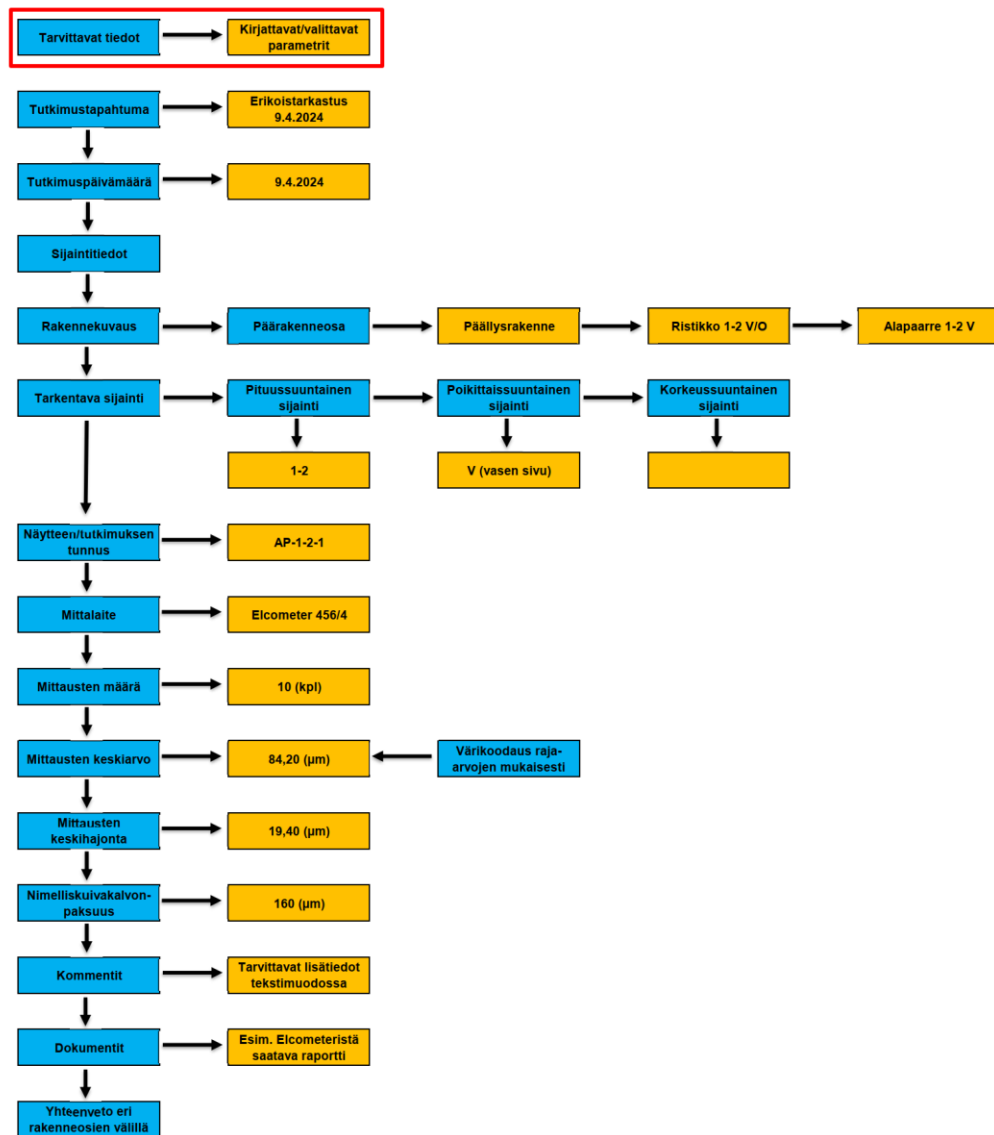 Tarvittavat tiedot
Kirjattavat/valittavat
parametrit
Tutkimustapahtuma
Erikoistarkastus
9.4.2024
Tutkimuspäivämäärä
9.4.2024
Sijaintitiedot
Rakennekuvaus
Päärakenneosa
Päällysrakenne
Ristikko 1-2 V/O
Alapaarre 1-2 V
Tarkentava sijainti
Pituussuuntainen
sijainti
Poikittaissuuntainen
sijainti
Korkeussuuntainen
sijainti
1-2
V (vasen sivu)
Näytteen/tutkimuksen
tunnus
AP-1-2-1
Mittalaite
Elcometer 456/4
Mittausten määrä
10 (kpl)
Mittausten keskiarvo
84,20 (µm)
Värikoodaus raja-
arvojen mukaisesti
Mittausten
keskihajonta
19,40 (µm)
Nimelliskuivakalvon-
paksuus
160 (µm)
Kommentit
Tarvittavat lisätiedot
tekstimuodossa
Dokumentit
Esim. Elcometeristä
saatava raportti
Yhteenveto eri
rakenneosien välillä